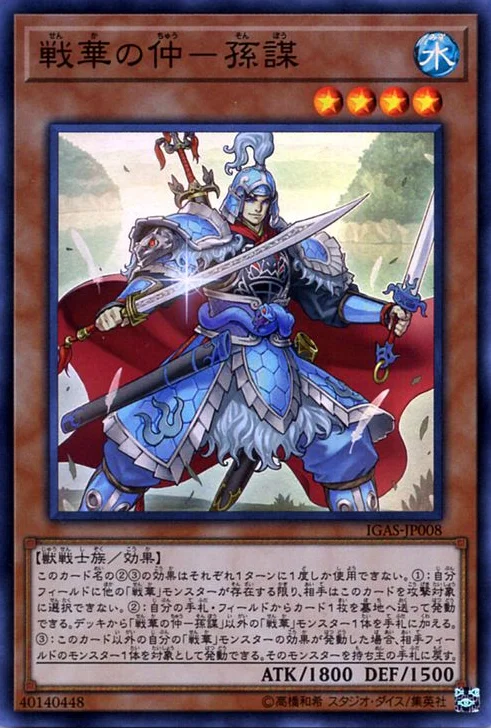 戦華の仲－孫謀
水
IGAS-JP008
【獣戦士族／効果】
このカード名の②③の効果はそれぞれ1ターンに1度しか使用できない。①：自分
フィールドに他の「戦華」モンスターが存在する限り、相手はこのカードを攻撃対象
に選択できない。②：自分の手札・フィールドからカード1枚を墓地へ送って発動
できる。デッキから「戦華の仲－孫謀」以外の「戦華」モンスター1体を手札に加える。
③：このカード以外の自分の「戦華」モンスターの効果が発動した場合、相手フィー
ルドのモンスター1体を対象として発動できる。そのモンスターを持ち主の手札に戻す。
ATK/1800 DEF/1500
40140448
©高橋和希 スタジオ・ダイス/集英社